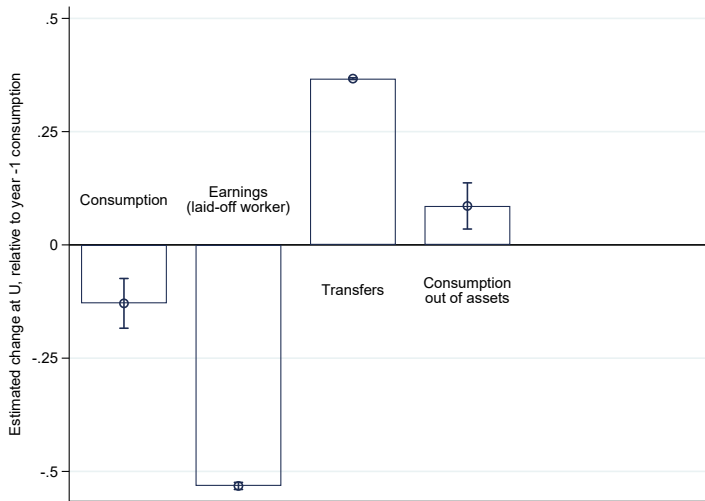 Estimated change at U, relative to year -1 consumption
.5
.25
0
-.25
-.5
Consumption
Earnings
(laid-off worker)
Transfers
Consumption
out of assets